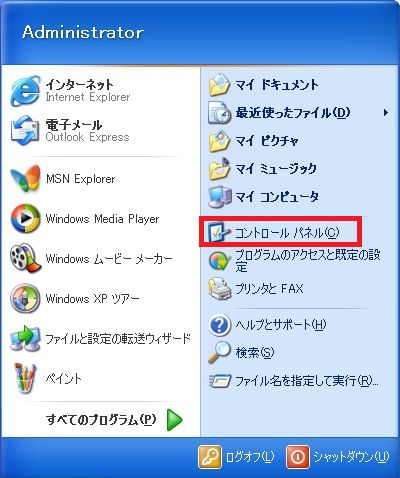 Administrator
インターネット
Internet Explorer
電子メール
Outlook Express
MSN Explorer
Windows Media Player
Windows ムービー メーカー
Windows XP ツアー
ファイルと設定の転送ウィザード
ペイント
すべてのプログラム(P)
マイ ドキュメント
最近使ったファイル(D)
マイ ピクチャ
マイ ミュージック
マイ コンピュータ
コントロール パネル(C)
プログラムのアクセスと既定の設
定
プリンタと FAX
ヘルプとサポート(H)
検索(S)
ファイル名を指定して実行(R)...
ログオフ(L)
シャットダウン(U)